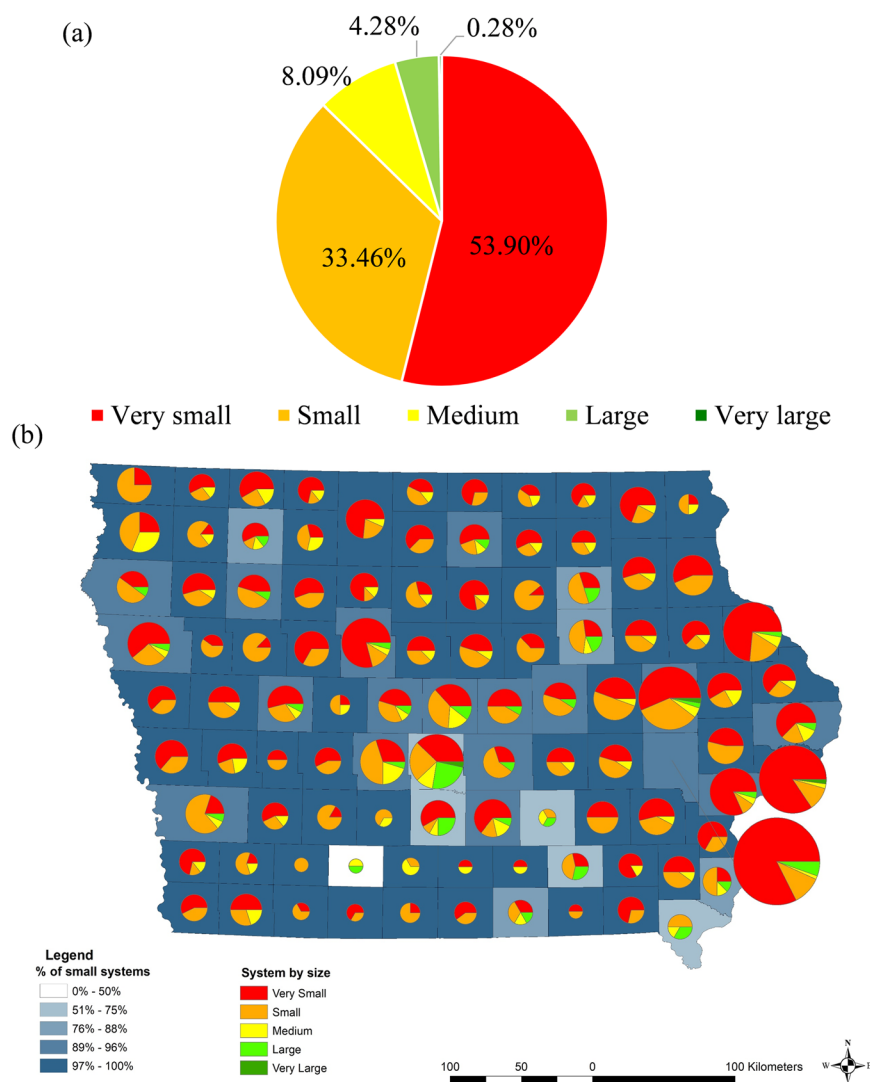 (a)
4.28%
0.28%
8.09%
33.46%
53.90%
Very small
Small
Medium
Large
Very large
(b)
Legend
% of small systems
0% - 50%
51% - 75%
76% - 88%
89% - 96%
97% - 100%
System by size
Very Small
Small
Medium
Large
Very Large
N
W
E
100
50
25
0
100 Kilometers